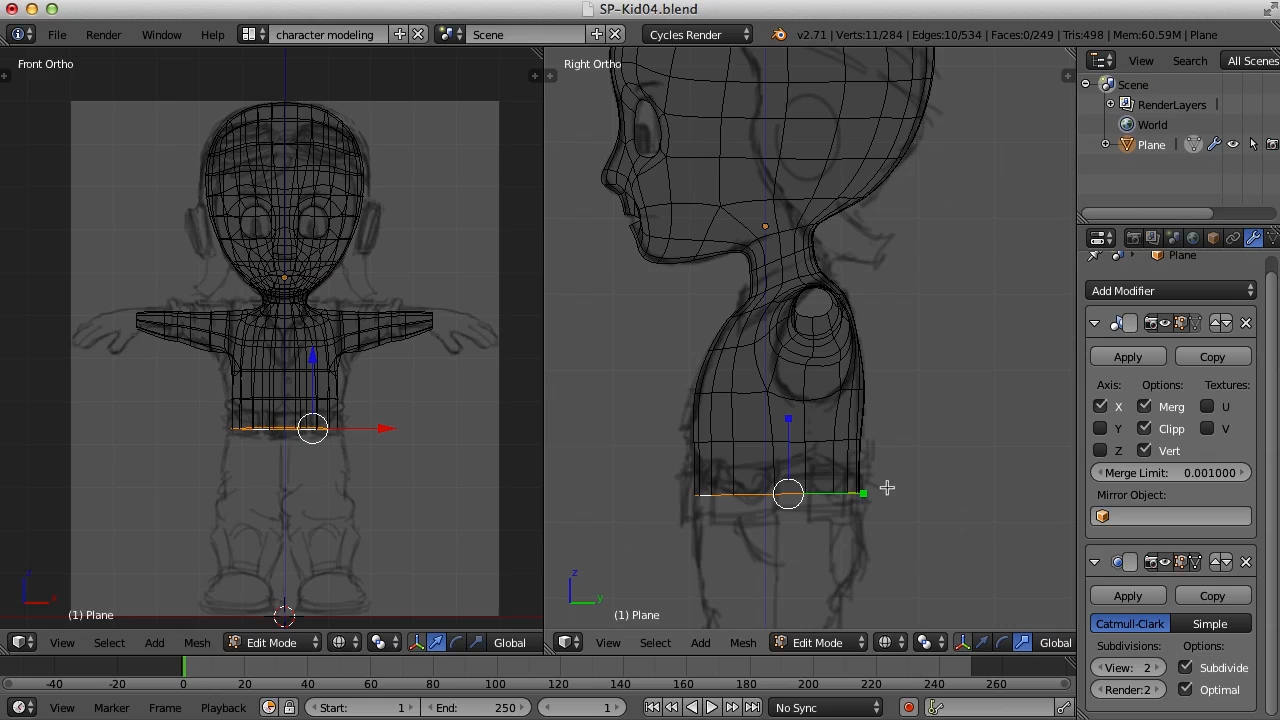 SP-Kid04.blend
File Render Window Help character modeling Scene Cycles Render v2.71 | Verts:11/284 | Edges:10/534 | Faces:0/249 | Tris:498 | Mem:60.59M | Plane
Front Ortho
Right Ortho
View Search All Scenes
Scene
RenderLayers
World
Plane
Plane
Add Modifier
Apply Copy
Axis: Options: Textures:
X Merg U
Y Clipp V
Z Vert
Merge Limit: 0.001000
Mirror Object:
Apply Copy
Catmull-Clark Simple
Subdivisions: Options:
View: 2 Subdivide
Render:2 Optimal
z
y
(1) Plane
(1) Plane
View Select Add Mesh Edit Mode Global
View Select Add Mesh Edit Mode Global
-40 -20 0 20 40 60 80 100 120 140 160 180 200 220 240 260
View Marker Frame Playback Start: 1 End: 250 1 No Sync